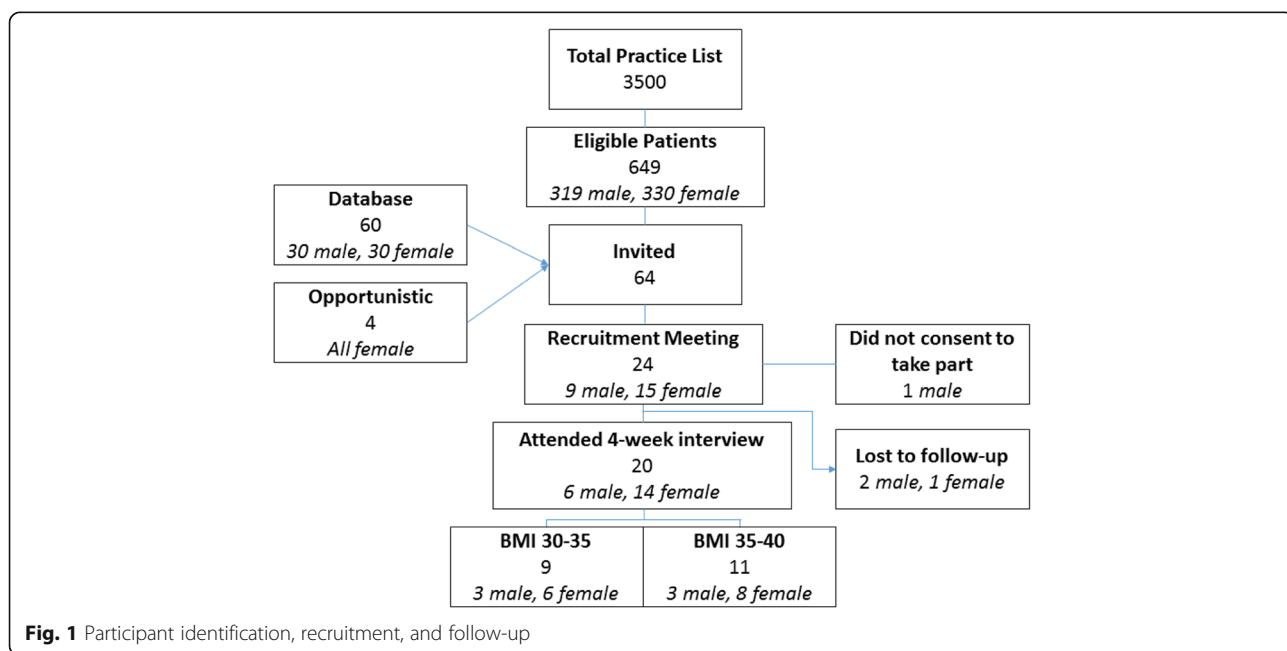 Total Practice List
3500
Eligible Patients
649
319 male, 330 female
Database
60
30 male, 30 female
Invited
64
Opportunistic
4
All female
Recruitment Meeting
24
9 male, 15 female
Did not consent to
take part
1 male
Attended 4-week interview
20
6 male, 14 female
Lost to follow-up
2 male, 1 female
BMI 30-35
9
3 male, 6 female
BMI 35-40
11
3 male, 8 female
Fig. 1 Participant identification, recruitment, and follow-up